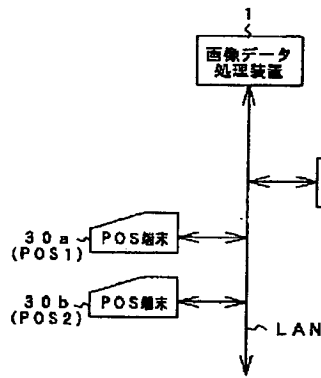 1
画像データ
処理装置
30a
(POS1)
POS端末
30b
(POS2)
POS端末
LAN